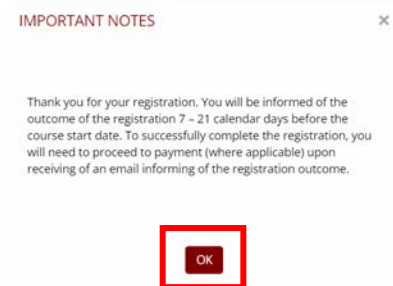 IMPORTANT NOTES
×
Thank you for your registration. You will be informed of the
outcome of the registration 7 – 21 calendar days before the
course start date. To successfully complete the registration, you
will need to proceed to payment (where applicable) upon
receiving of an email informing of the registration outcome.
OK